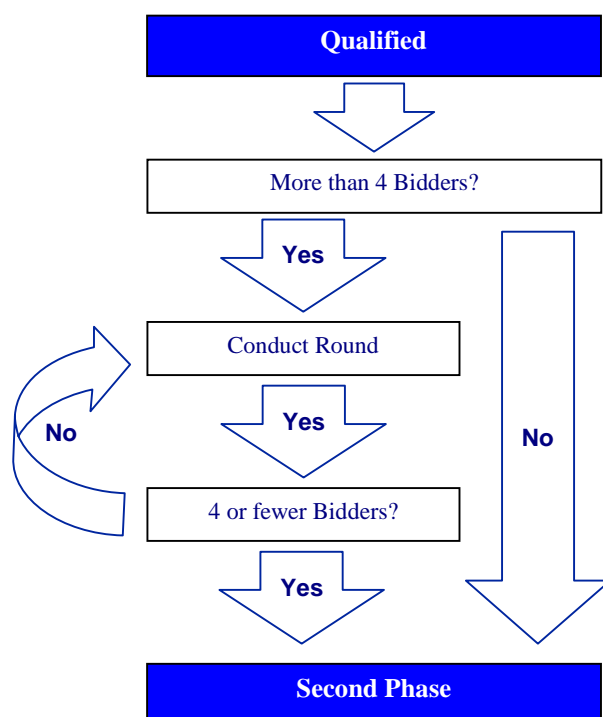 Qualified
More than 4 Bidders?
Yes
Conduct Round
Yes
No
No
4 or fewer Bidders?
Yes
Second Phase